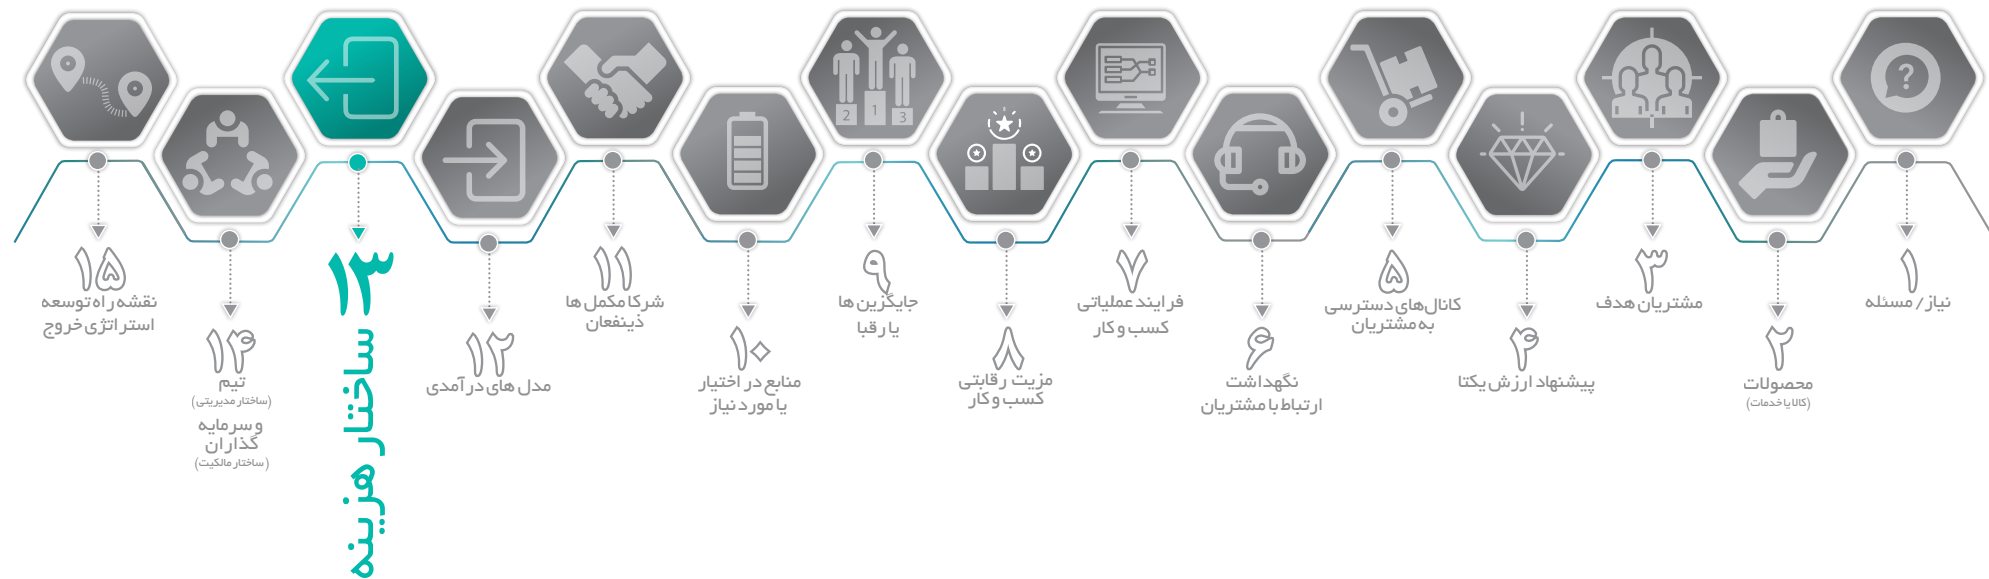 ۱
نیاز/ مسئله
۲
محصولات
(کالا یا خدمات)
۳
مشتریان هدف
۴
پیشنهاد ارزش یکتا
۵
کانال‌های دسترسی
به مشتریان
۶
نگهداشت
ارتباط با مشتریان
۷
فرایند عملیاتی
کسب و کار
۸
مزیت رقابتی
کسب و کار
۹
جایگزین ها
یا رقبا
2
1
3
۱۰
منابع در اختیار
یا مورد نیاز
۱۱
شرکا مکمل ها
ذینفعان
۱۲
مدل های درآمدی
۱۳
ساختار هزینه
۱۴
تیم
(ساختار مدیریتی)
و سرمایه
گذاران
(ساختار مالکیت)
۱۵
نقشه راه توسعه
استراتژی خروج